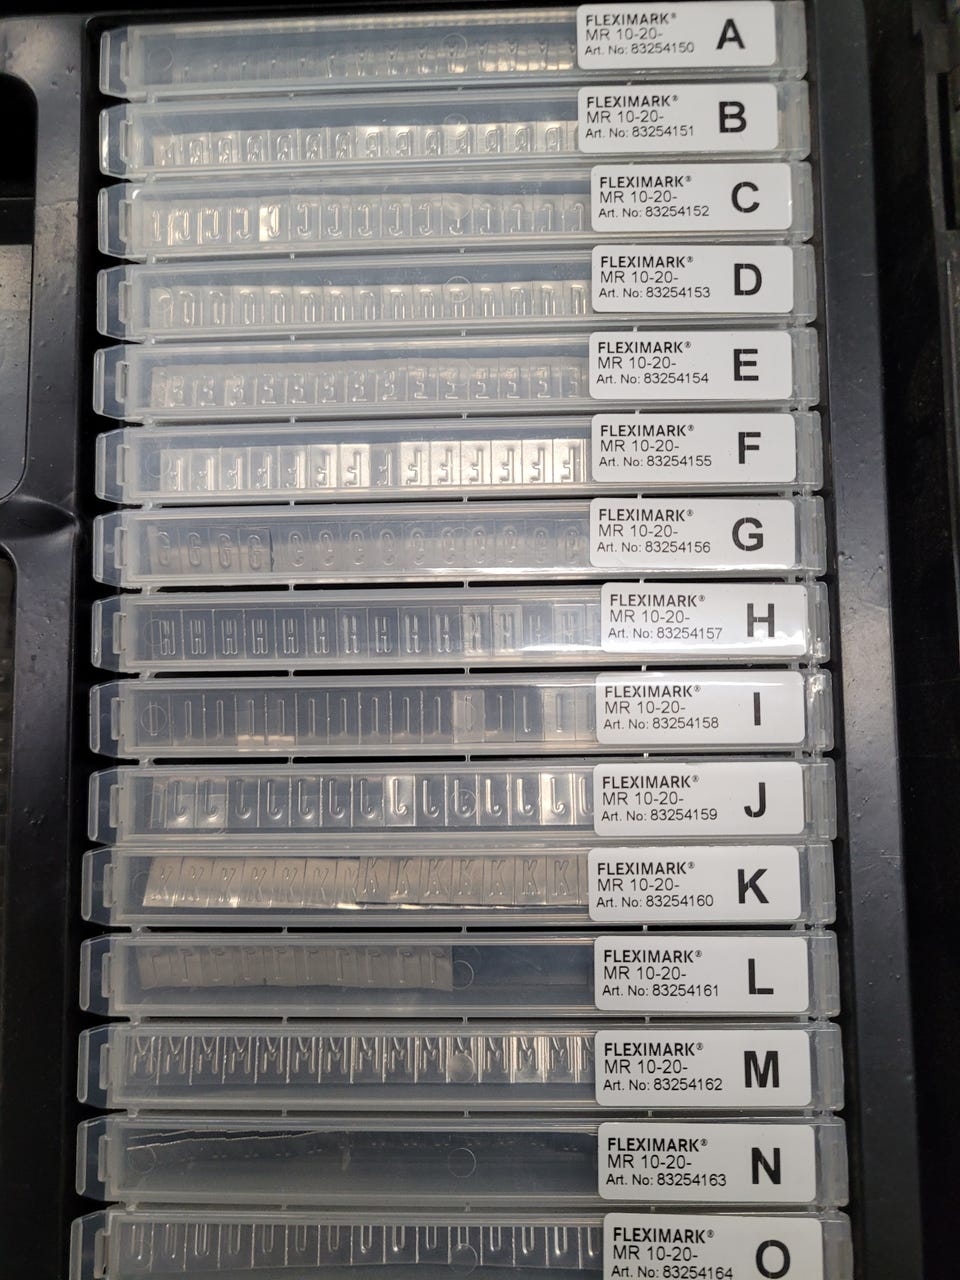 FLEXIMARK®
MR 10-20-
Art. No: 83254150
A
FLEXIMARK®
MR 10-20-
Art. No: 83254151
B
FLEXIMARK®
MR 10-20-
Art. No: 83254152
C
FLEXIMARK®
MR 10-20-
Art. No: 83254153
D
FLEXIMARK®
MR 10-20-
Art. No: 83254154
E
FLEXIMARK®
MR 10-20-
Art. No: 83254155
F
FLEXIMARK®
MR 10-20-
Art. No: 83254156
G
FLEXIMARK®
MR 10-20-
Art. No: 83254157
H
FLEXIMARK®
MR 10-20-
Art. No: 83254158
I
FLEXIMARK®
MR 10-20-
Art. No: 83254159
J
FLEXIMARK®
MR 10-20-
Art. No: 83254160
K
FLEXIMARK®
MR 10-20-
Art. No: 83254161
L
FLEXIMARK®
MR 10-20-
Art. No: 83254162
M
FLEXIMARK®
MR 10-20-
Art. No: 83254163
N
FLEXIMARK®
MR 10-20-
Art. No: 83254164
O